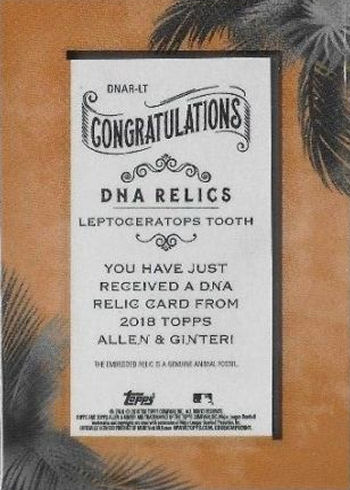 DNAR-LT
CONGRATULATIONS
DNA RELICS
LEPTOCERATOPS TOOTH
YOU HAVE JUST
RECEIVED A DNA
RELIC CARD FROM
2018 TOPPS
ALLEN & GINTER!
THE EMBEDDED RELIC IS A GENUINE ANIMAL FOSSIL.
Topps